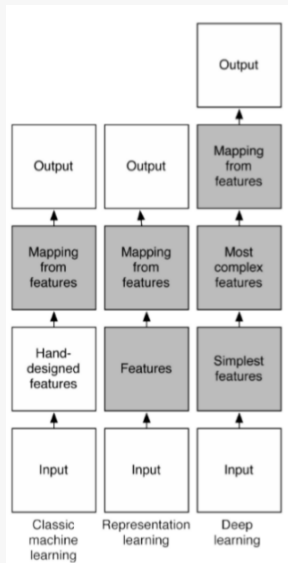 Output
Output
Output
Mapping
from
features
Mapping
from
features
Mapping
from
features
Most
complex
features
Hand-
designed
features
Features
Simplest
features
Input
Input
Input
Classic
machine
learning
Representation
learning
Deep
learning